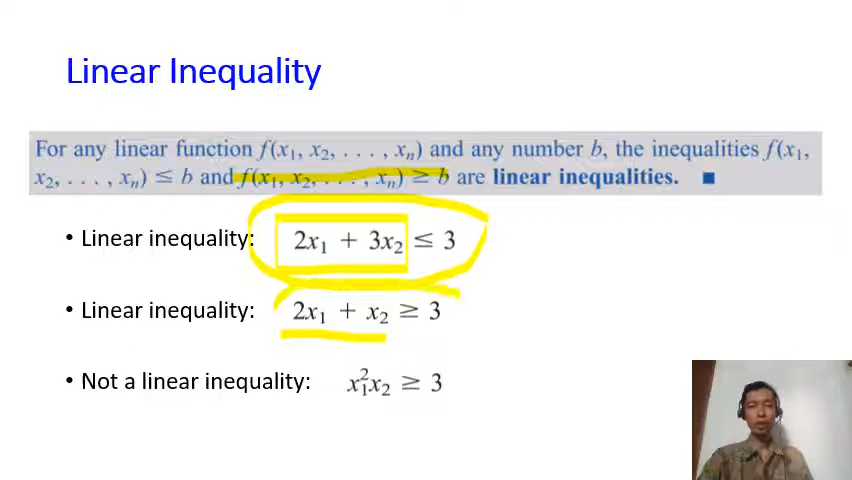 Linear Inequality
For any linear function f(x₁, x₂, . . . , xₙ) and any number b, the inequalities f(x₁,
x₂, . . . , xₙ) ≤ b and f(x₁, x₂, . . . , xₙ) ≥ b are linear inequalities. ■
• Linear inequality: 2x₁ + 3x₂ ≤ 3
• Linear inequality: 2x₁ + x₂ ≥ 3
• Not a linear inequality: x₁²x₂ ≥ 3